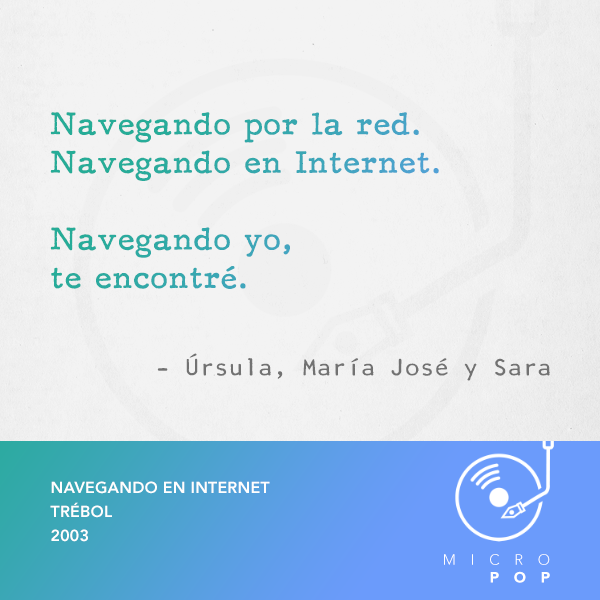 Navegando por la red.
Navegando en Internet.
Navegando yo,
te encontré.
– Úrsula, María José y Sara
NAVEGANDO EN INTERNET
TRÉBOL
2003
MICRO
POP